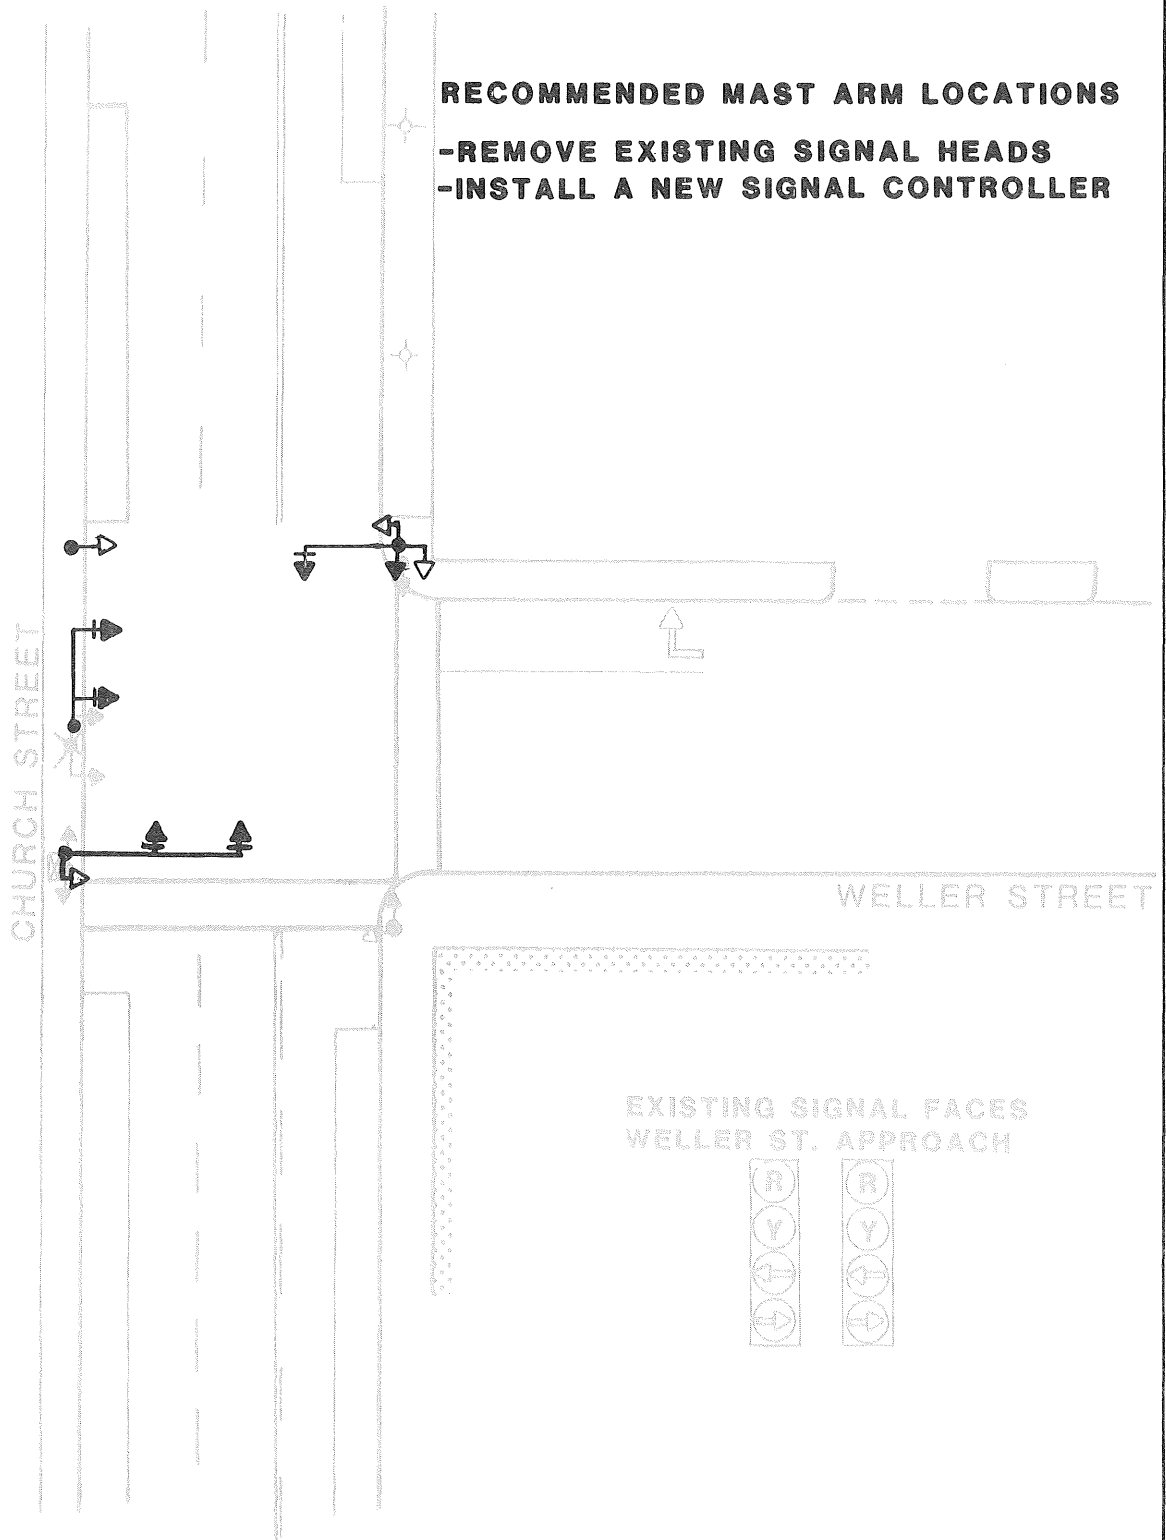 RECOMMENDED MAST ARM LOCATIONS
-REMOVE EXISTING SIGNAL HEADS
-INSTALL A NEW SIGNAL CONTROLLER
CHURCH STREET
WELLER STREET
EXISTING SIGNAL FACES
WELLER ST. APPROACH
R R
Y Y